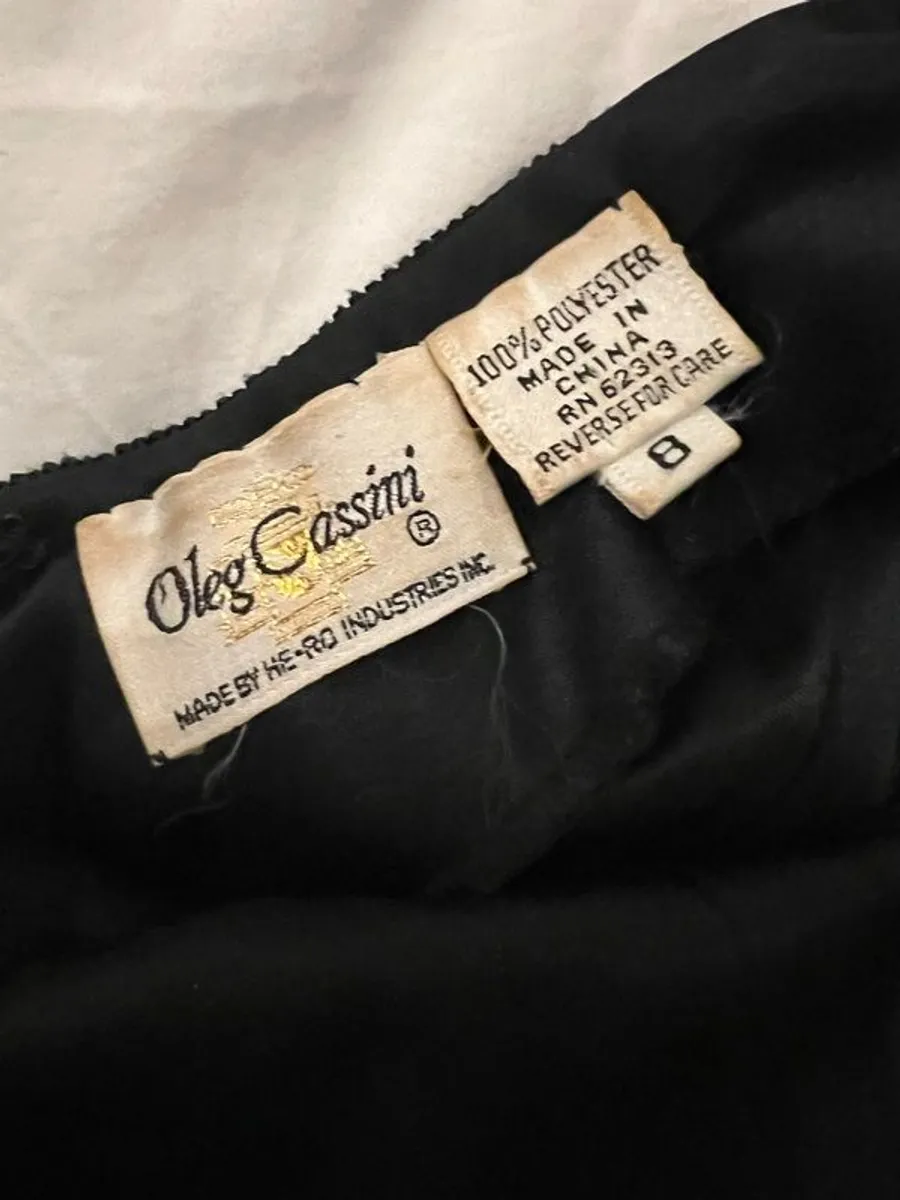 Oleg Cassini ®
MADE BY HE-RO INDUSTRIES INC.
100% POLYESTER
MADE IN
CHINA
RN 62313
REVERSE FOR CARE
8